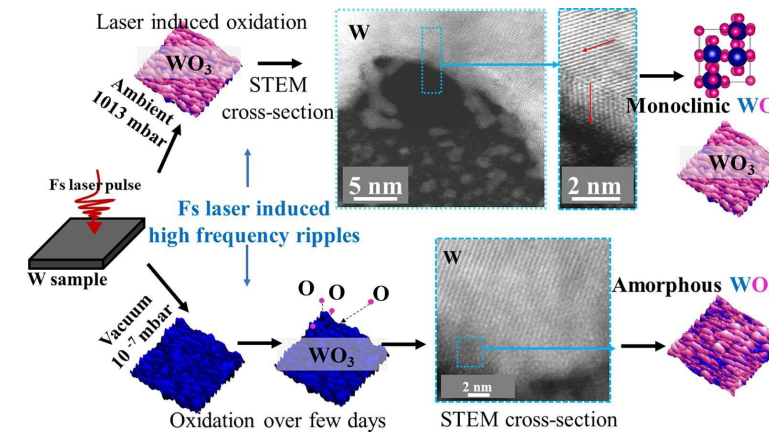 Laser induced oxidation
WO3
Ambient
1013 mbar
STEM
cross-section
W
5 nm
2 nm
Monoclinic WO
WO3
Fs laser pulse
W sample
Fs laser induced
high frequency ripples
Vacuum
10-7 mbar
O
O
O
WO3
Oxidation over few days
W
2 nm
STEM cross-section
Amorphous WO